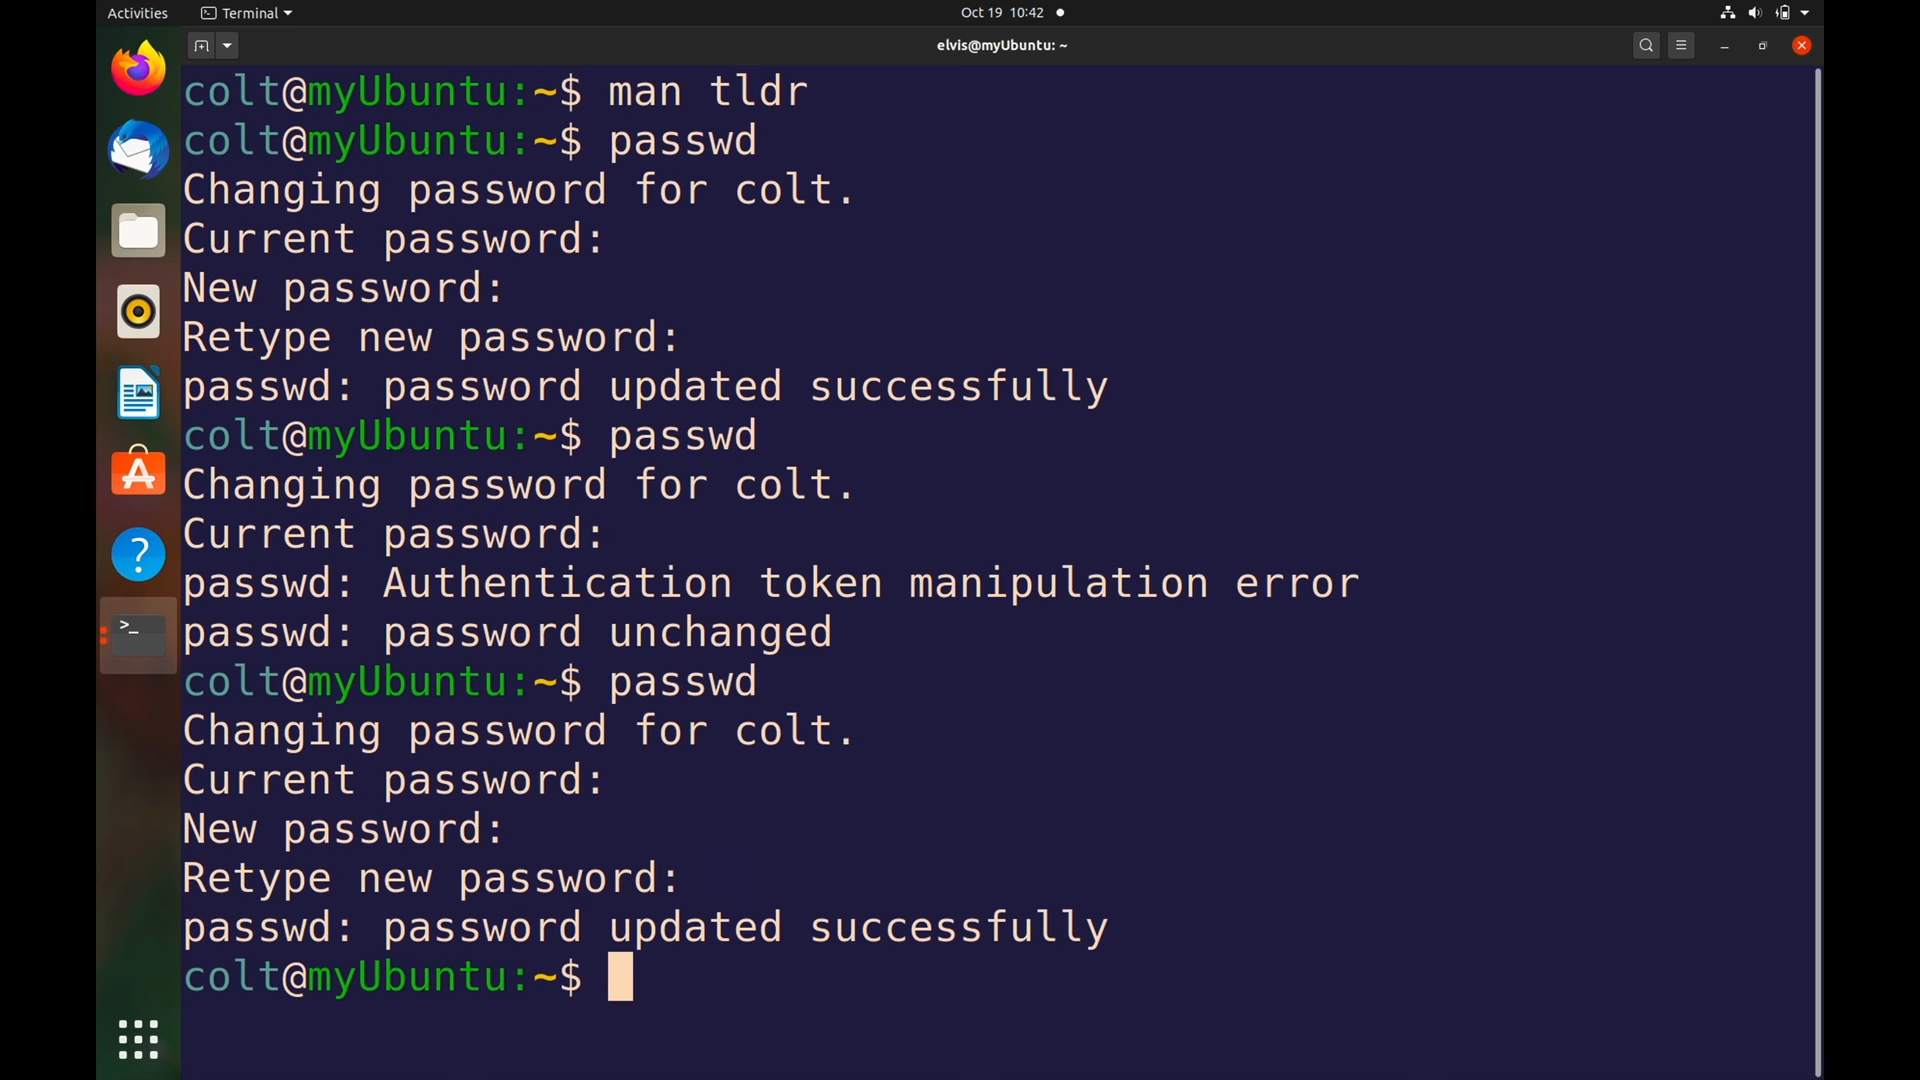 Activities
Terminal
Oct 19 10:42
elvis@myUbuntu: ~
colt@myUbuntu:~$ man tldr
colt@myUbuntu:~$ passwd
Changing password for colt.
Current password:
New password:
Retype new password:
passwd: password updated successfully
colt@myUbuntu:~$ passwd
Changing password for colt.
Current password:
passwd: Authentication token manipulation error
passwd: password unchanged
colt@myUbuntu:~$ passwd
Changing password for colt.
Current password:
New password:
Retype new password:
passwd: password updated successfully
colt@myUbuntu:~$